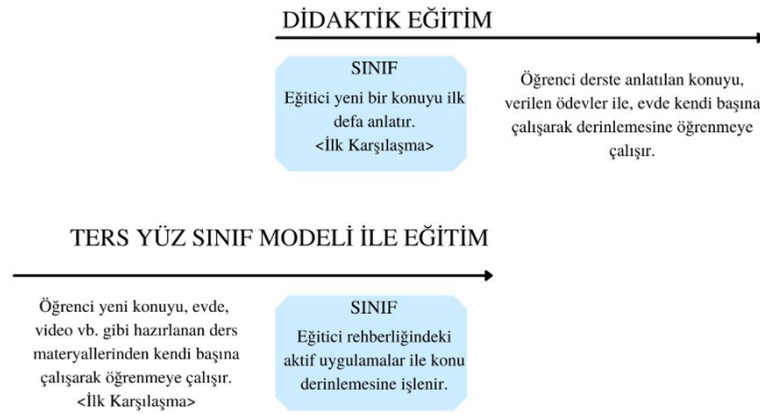 DİDAKTİK EĞİTİM
SINIF
Eğitici yeni bir konuyu ilk
defa anlatır.
<İlk Karşılaşma>
Öğrenci derste anlatılan konuyu,
verilen ödevler ile, evde kendi başına
çalışarak derinlemesine öğrenmeye
çalışır.
TERS YÜZ SINIF MODELİ İLE EĞİTİM
Öğrenci yeni konuyu, evde,
video vb. gibi hazırlanan ders
materyallerinden kendi başına
çalışarak öğrenmeye çalışır.
<İlk Karşılaşma>
SINIF
Eğitici rehberliğindeki
aktif uygulamalar ile konu
derinlemesine işlenir.